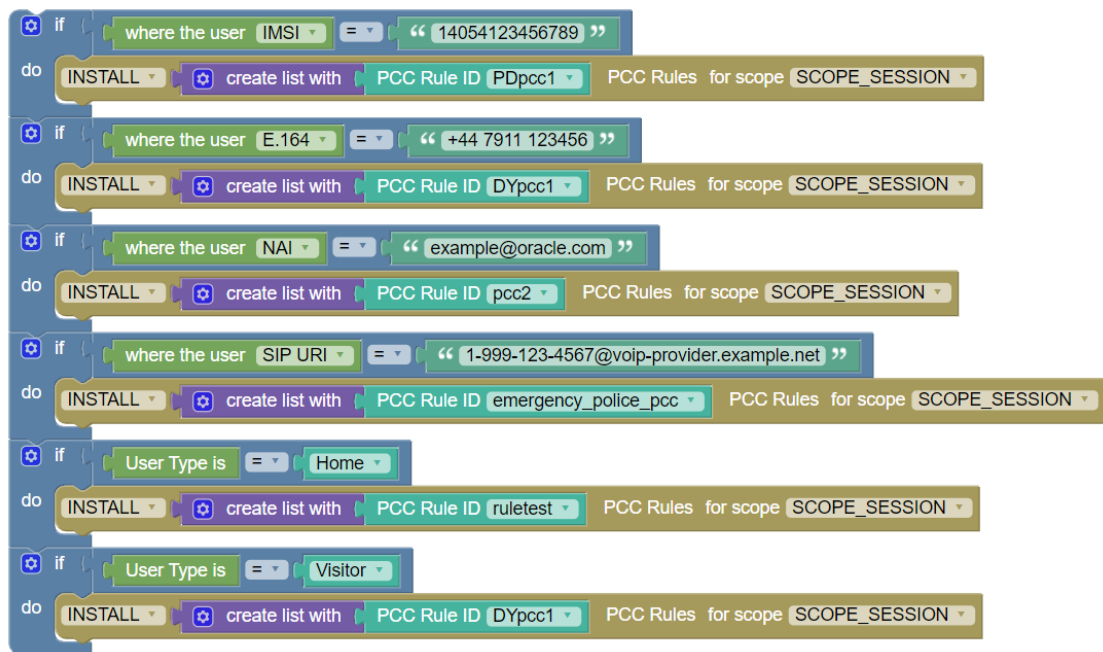 if where the user IMSI = “ 14054123456789 ”
do INSTALL create list with PCC Rule ID PDpcc1 PCC Rules for scope SCOPE_SESSION
if where the user E.164 = “ +44 7911 123456 ”
do INSTALL create list with PCC Rule ID DYpcc1 PCC Rules for scope SCOPE_SESSION
if where the user NAI = “ example@oracle.com ”
do INSTALL create list with PCC Rule ID pcc2 PCC Rules for scope SCOPE_SESSION
if where the user SIP URI = “ 1-999-123-4567@voip-provider.example.net ”
do INSTALL create list with PCC Rule ID emergency_police_pcc PCC Rules for scope SCOPE_SESSION
if User Type is = Home
do INSTALL create list with PCC Rule ID ruletest PCC Rules for scope SCOPE_SESSION
if User Type is = Visitor
do INSTALL create list with PCC Rule ID DYpcc1 PCC Rules for scope SCOPE_SESSION